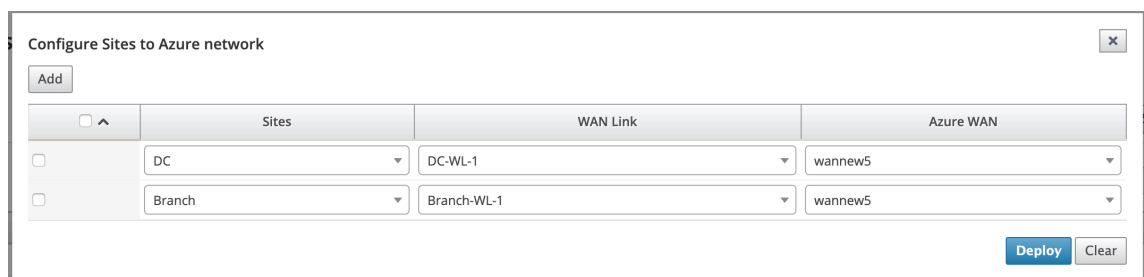 Configure Sites to Azure network
Add
Sites WAN Link Azure WAN
DC DC-WL-1 wannew5
Branch Branch-WL-1 wannew5
Deploy Clear